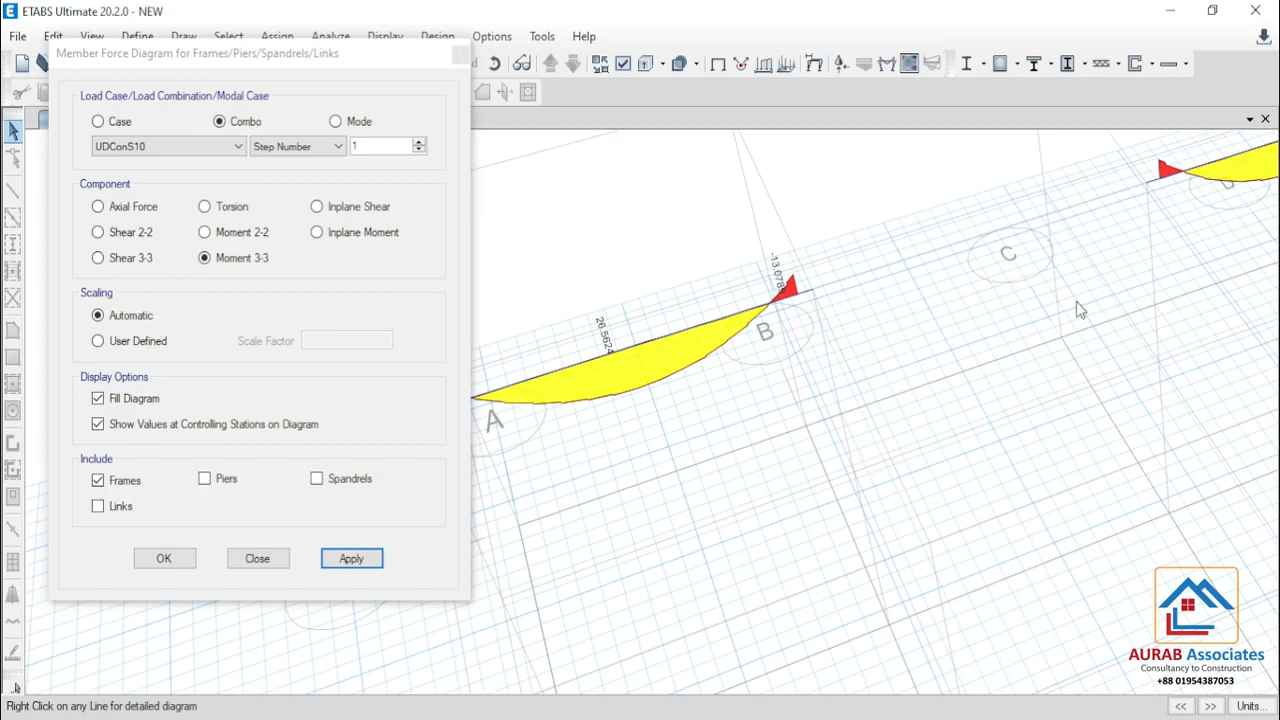 ETABS Ultimate 20.2.0 - NEW
File Edit View Define Assign Analyze Display Design Options Tools Help
Member Force Diagram for Frames/Piers/Spandrels/Links
Load Case/Load Combination/Modal Case
Case Combo Mode
UDConS10 Step Number 1
Component
Axial Force Torsion Inplane Shear
Shear 2-2 Moment 2-2 Inplane Moment
Shear 3-3 Moment 3-3
Scaling
Automatic
User Defined Scale Factor
Display Options
Fill Diagram
Show Values at Controlling Stations on Diagram
Include
Frames Piers Spandrels
Links
OK Close Apply
26.5624
-13.0789
A
B
C
D
AURAB Associates
Consultancy to Construction
+88 01954387053
Right Click on any Line for detailed diagram
<< >> Units...